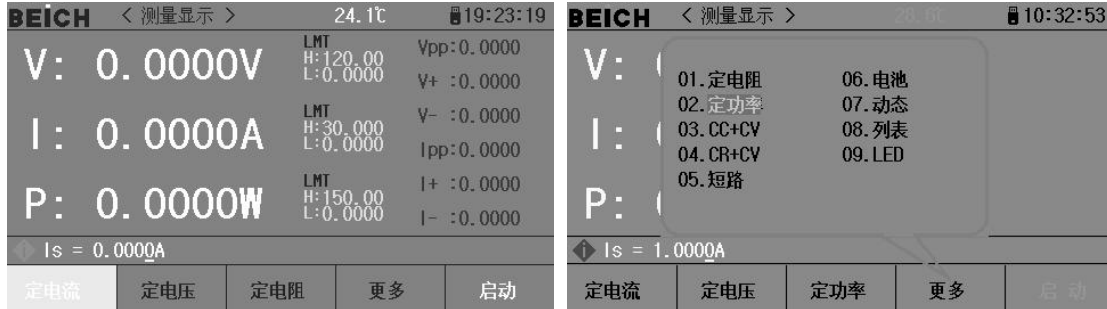 BEICH < 测量显示 > 24.1℃ 19:23:19
V: 0.0000V
LMT
H:120.00
L:0.0000
Vpp:0.0000
V+ :0.0000
I: 0.0000A
LMT
H:30.000
L:0.0000
V- :0.0000
Ipp:0.0000
P: 0.0000W
LMT
H:150.00
L:0.0000
I+ :0.0000
I- :0.0000
Is = 0.0000A
定电流 定电压 定电阻 更多 启动
BEICH < 测量显示 > 10:32:53
V:
I:
P:
01.定电阻 06.电池
02.定功率 07.动态
03.CC+CV 08.列表
04.CR+CV 09.LED
05.短路
Is = 1.0000A
定电流 定电压 定功率 更多 启动